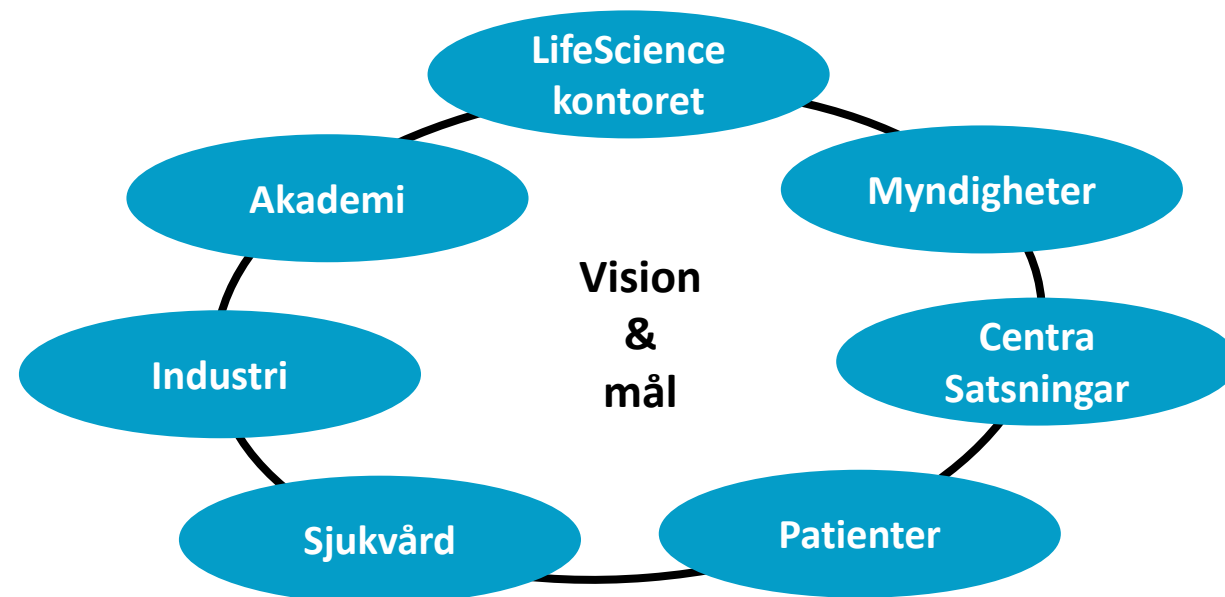 LifeScience
kontoret
Akademi
Myndigheter
Vision
&
mål
Industri
Centra
Satsningar
Sjukvård
Patienter